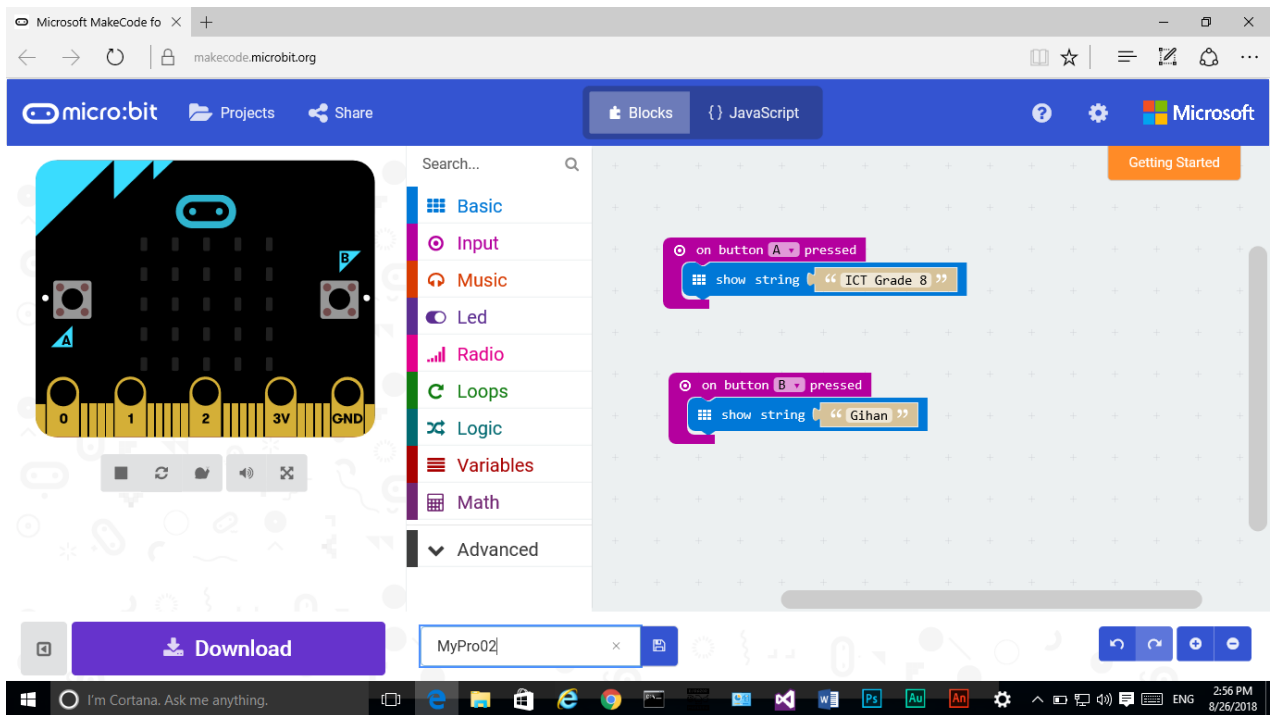 Microsoft MakeCode fo
makecode.microbit.org
micro:bit
Projects
Share
Blocks
{} JavaScript
Microsoft
Search...
Getting Started
Basic
Input
Music
Led
Radio
Loops
Logic
Variables
Math
Advanced
A
B
0 1 2 3V GND
on button A pressed
show string “ ICT Grade 8 ”
on button B pressed
show string “ Gihan ”
Download
MyPro02
I'm Cortana. Ask me anything.
Ps
Au
An
ENG
2:56 PM
8/26/2018